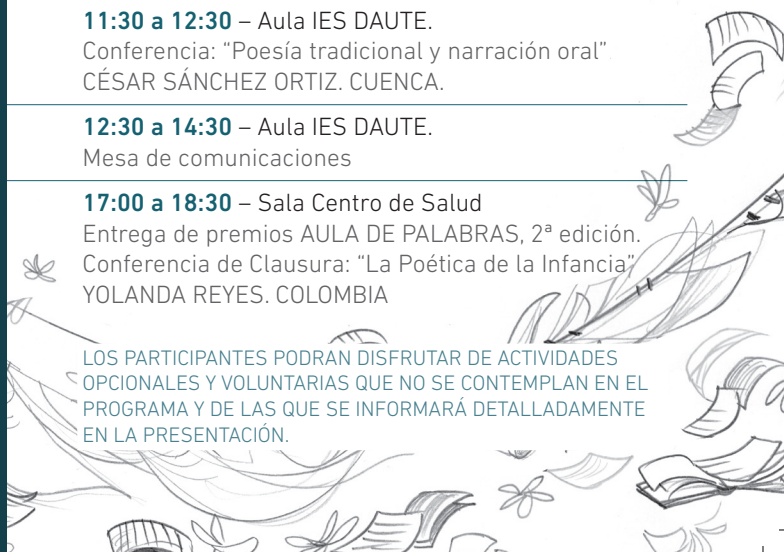 11:30 a 12:30 – Aula IES DAUTE.
Conferencia: “Poesía tradicional y narración oral”
CÉSAR SÁNCHEZ ORTIZ. CUENCA.
12:30 a 14:30 – Aula IES DAUTE.
Mesa de comunicaciones
17:00 a 18:30 – Sala Centro de Salud
Entrega de premios AULA DE PALABRAS, 2ª edición.
Conferencia de Clausura: “La Poética de la Infancia”
YOLANDA REYES. COLOMBIA
LOS PARTICIPANTES PODRAN DISFRUTAR DE ACTIVIDADES
OPCIONALES Y VOLUNTARIAS QUE NO SE CONTEMPLAN EN EL
PROGRAMA Y DE LAS QUE SE INFORMARÁ DETALLADAMENTE
EN LA PRESENTACIÓN.